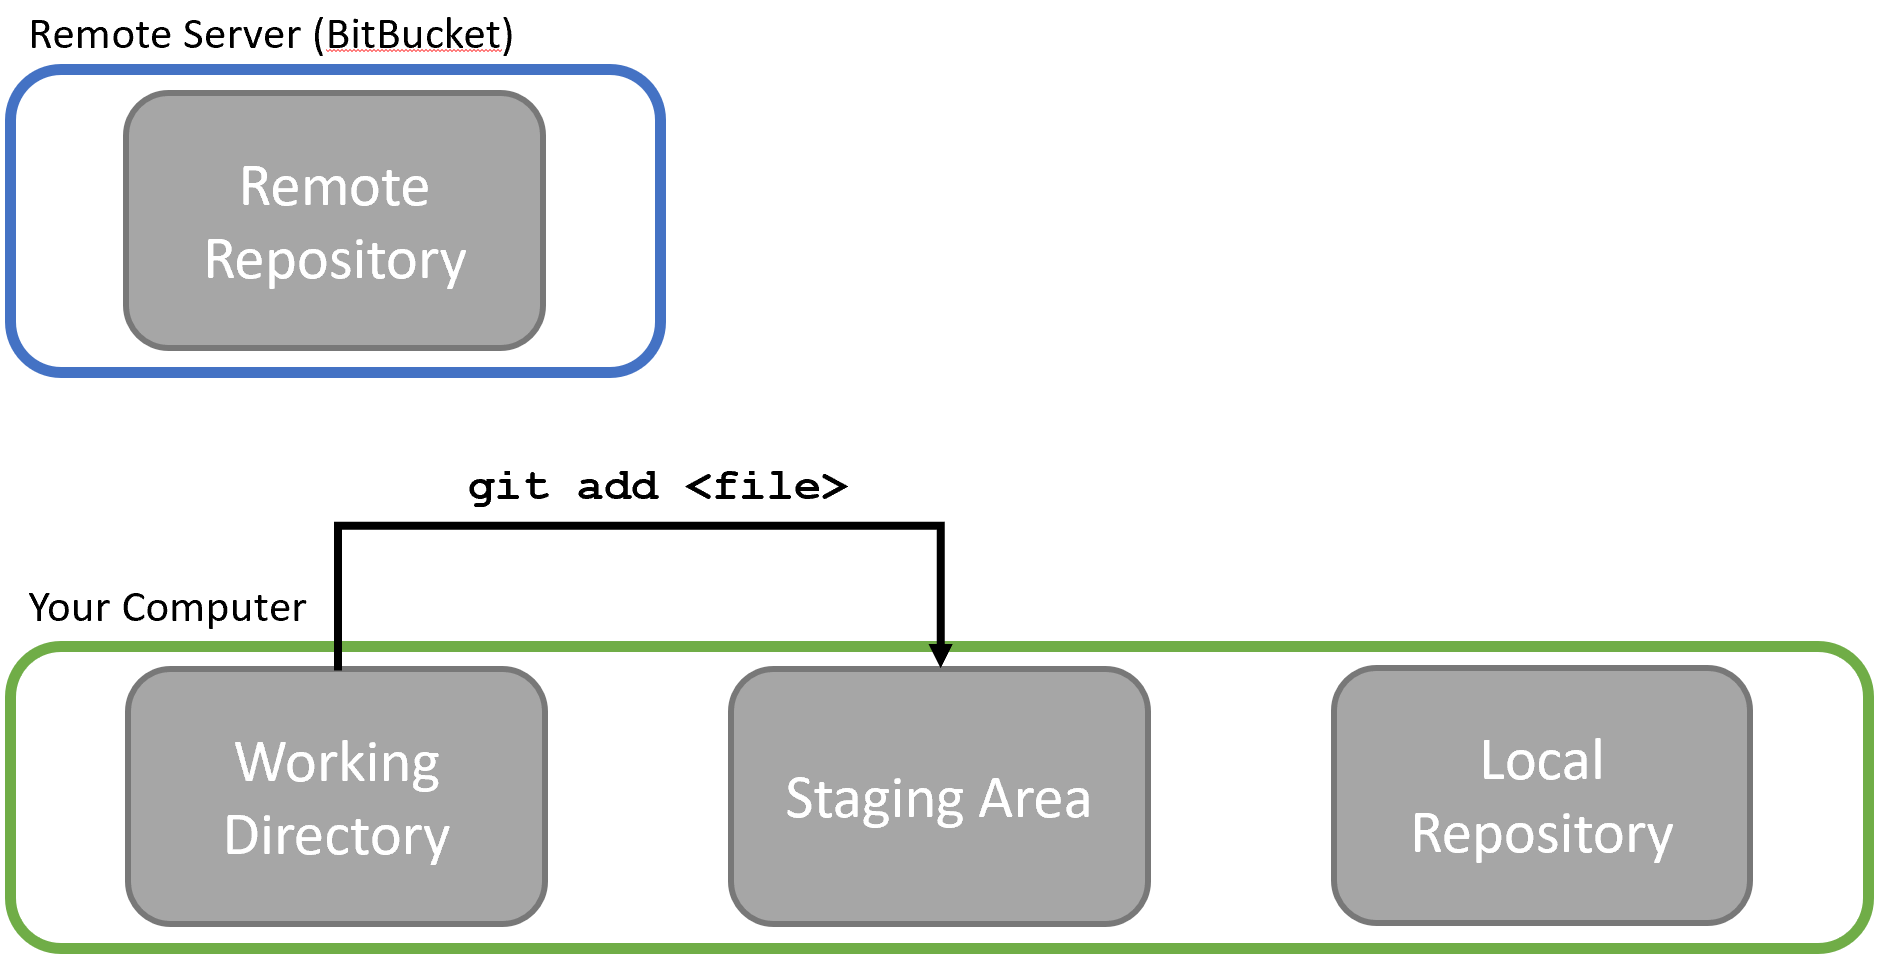 Remote Server (BitBucket)
Remote
Repository
git add <file>
Your Computer
Working
Directory
Staging Area
Local
Repository